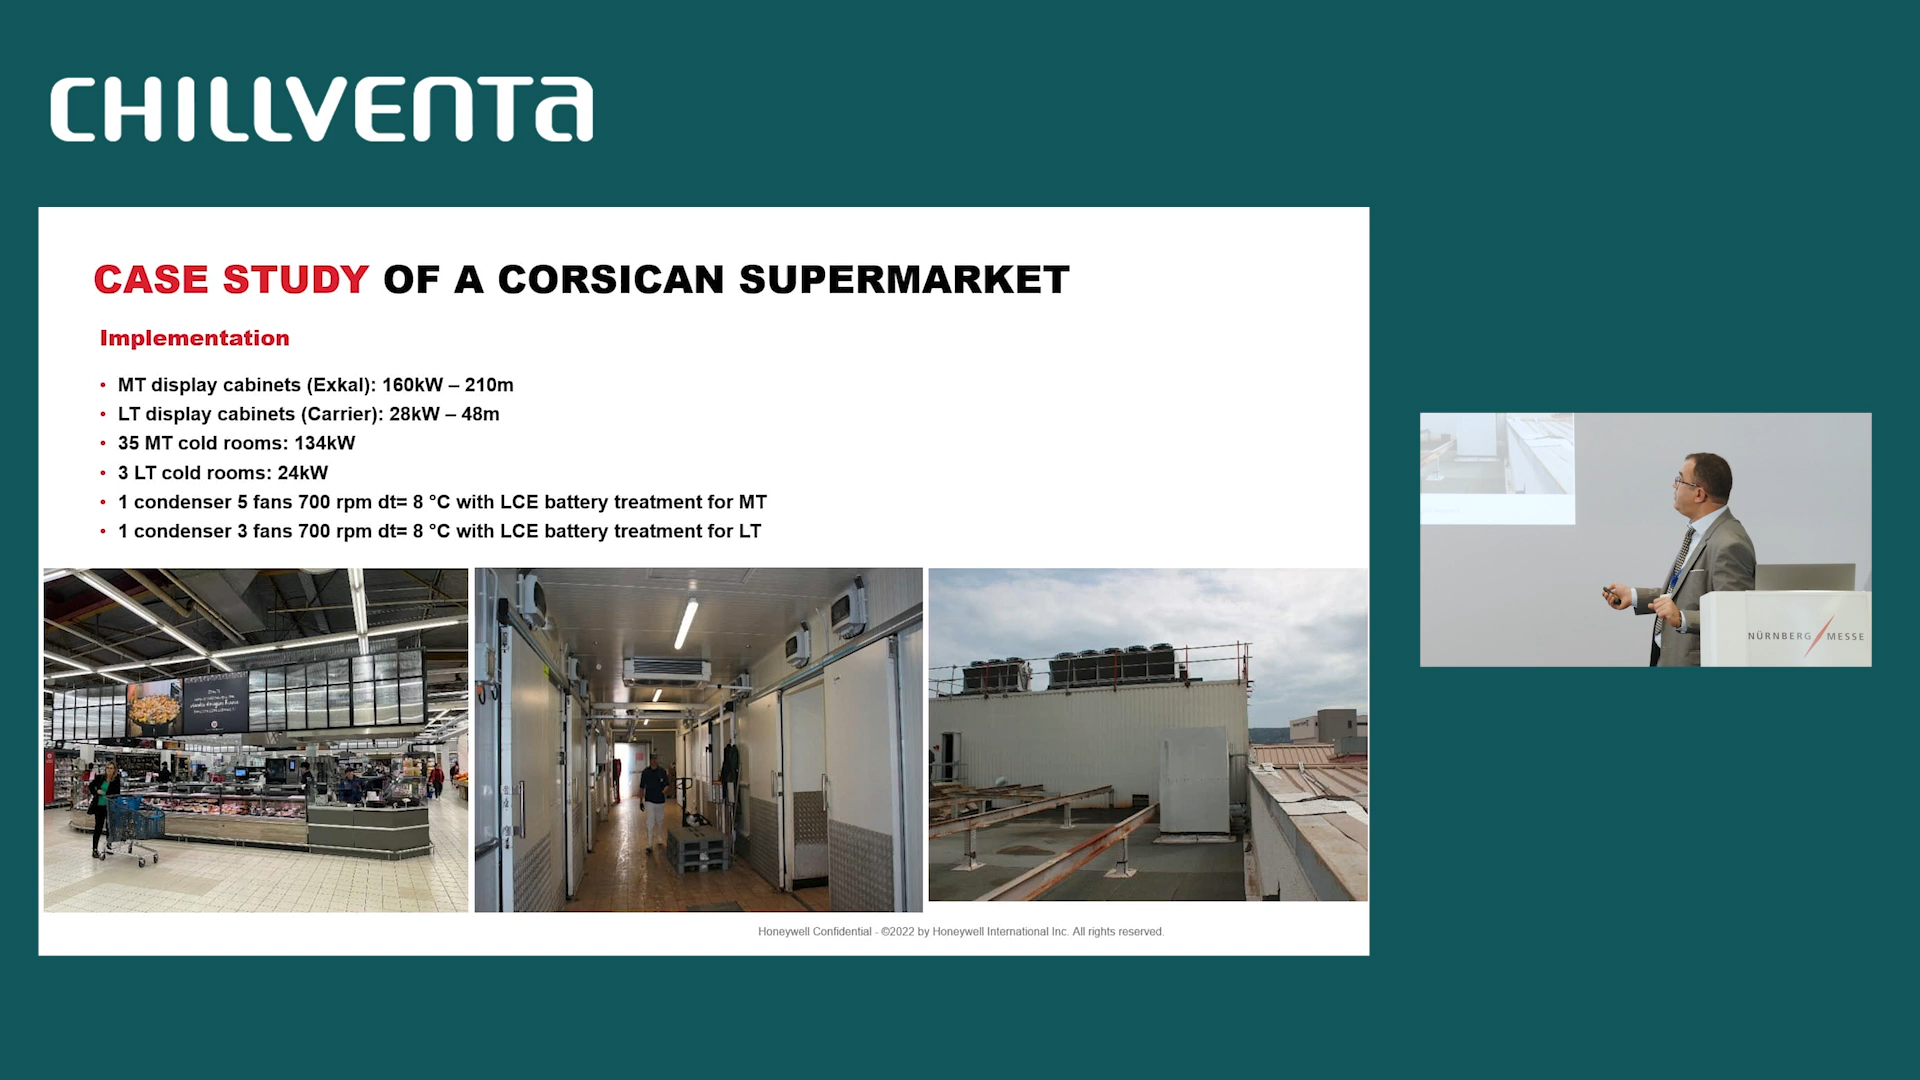 CHILLVENTA
CASE STUDY OF A CORSICAN SUPERMARKET
Implementation
• MT display cabinets (Exkal): 160kW – 210m
• LT display cabinets (Carrier): 28kW – 48m
• 35 MT cold rooms: 134kW
• 3 LT cold rooms: 24kW
• 1 condenser 5 fans 700 rpm dt= 8 °C with LCE battery treatment for MT
• 1 condenser 3 fans 700 rpm dt= 8 °C with LCE battery treatment for LT
Honeywell Confidential - ©2022 by Honeywell International Inc. All rights reserved.
NÜRNBERG MESSE